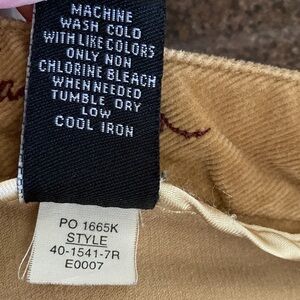 MACHINE
WASH COLD
WITH LIKE COLORS
ONLY NON
CHLORINE BLEACH
WHEN NEEDED
TUMBLE DRY
LOW
COOL IRON
PO 1665K
STYLE
40-1541-7R
E0007